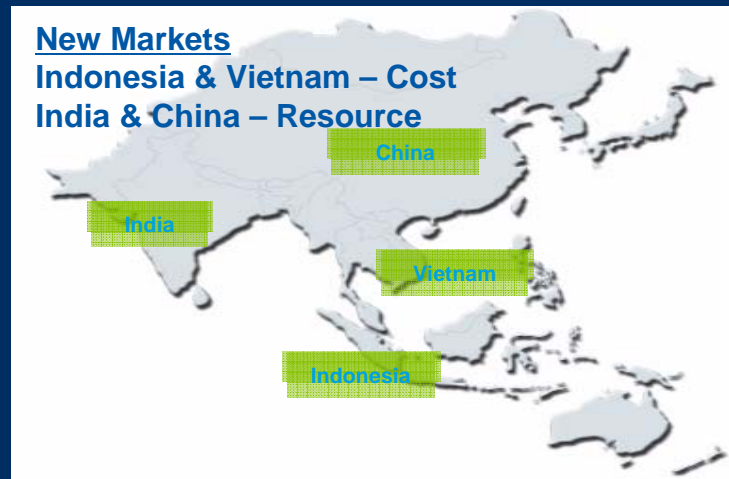 New Markets
Indonesia & Vietnam – Cost
India & China – Resource
China
India
Vietnam
Indonesia